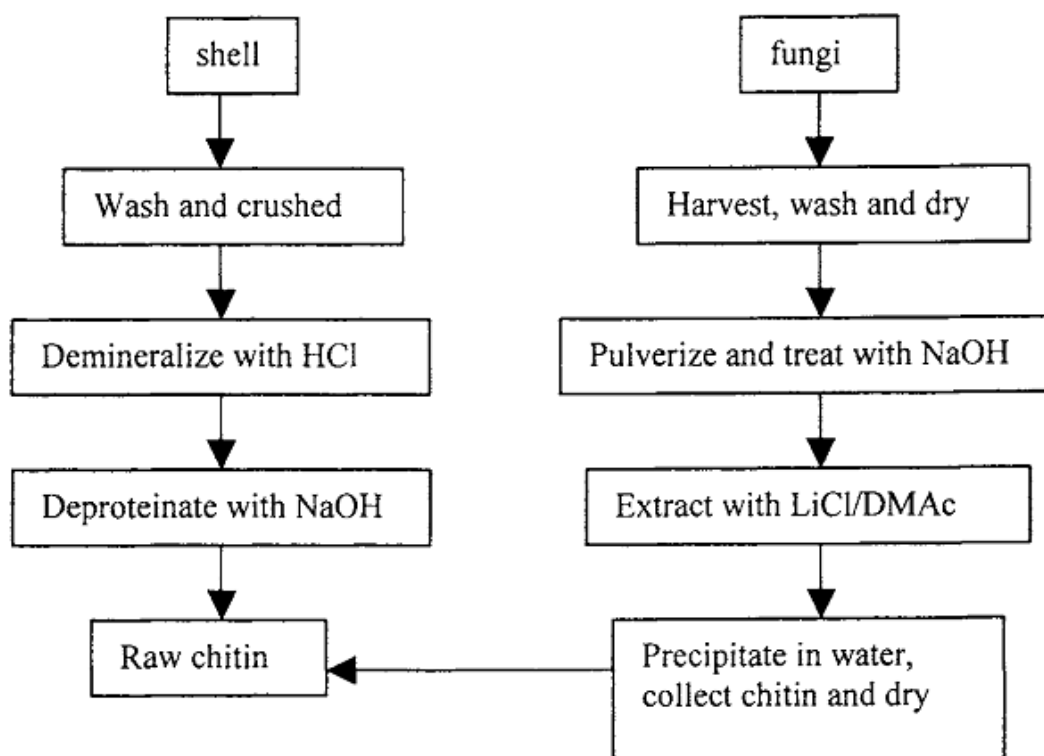 shell
Wash and crushed
Demineralize with HCl
Deproteinate with NaOH
Raw chitin
fungi
Harvest, wash and dry
Pulverize and treat with NaOH
Extract with LiCl/DMAc
Precipitate in water,
collect chitin and dry